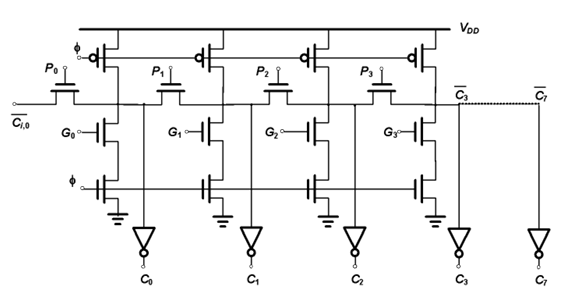 V_DD
ϕ
P_0 P_1 P_2 P_3
C̅_i,0 C̅_3 C̅_7
G_0 G_1 G_2 G_3
ϕ
C_0 C_1 C_2 C_3 C_7